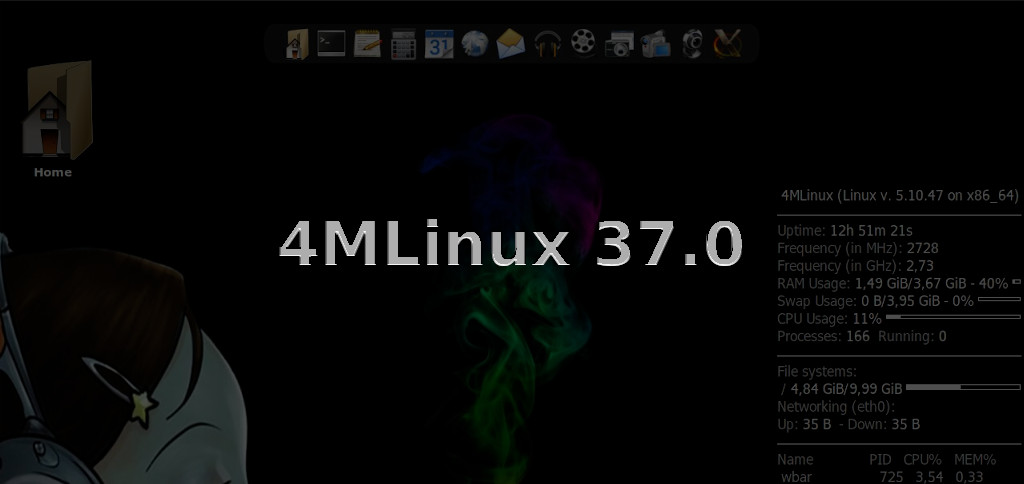 31
Home
4MLinux 37.0
4MLinux (Linux v. 5.10.47 on x86_64)
Uptime: 12h 51m 21s
Frequency (in MHz): 2728
Frequency (in GHz): 2,73
RAM Usage: 1,49 GiB/3,67 GiB - 40%
Swap Usage: 0 B/3,95 GiB - 0%
CPU Usage: 11%
Processes: 166 Running: 0
File systems:
/ 4,84 GiB/9,99 GiB
Networking (eth0):
Up: 35 B - Down: 35 B
Name PID CPU% MEM%
wbar 725 3,54 0,33